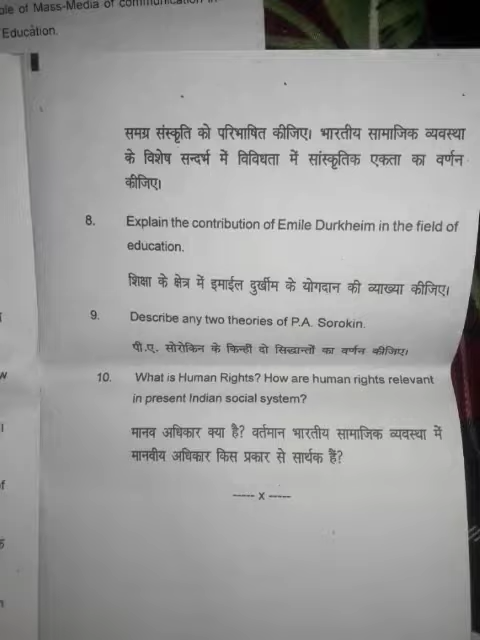 of Mass-Media of communication in
Education.
समग्र संस्कृति को परिभाषित कीजिए। भारतीय सामाजिक व्यवस्था
के विशेष सन्दर्भ में विविधता में सांस्कृतिक एकता का वर्णन
कीजिए।
8. Explain the contribution of Emile Durkheim in the field of
education.
शिक्षा के क्षेत्र में इमाईल दुर्खीम के योगदान की व्याख्या कीजिए।
9. Describe any two theories of P.A. Sorokin.
पी.ए. सोरोकिन के किन्हीं दो सिद्धान्तों का वर्णन कीजिए।
10. What is Human Rights? How are human rights relevant
in present Indian social system?
मानव अधिकार क्या है? वर्तमान भारतीय सामाजिक व्यवस्था में
मानवीय अधिकार किस प्रकार से सार्थक हैं?
----- x -----